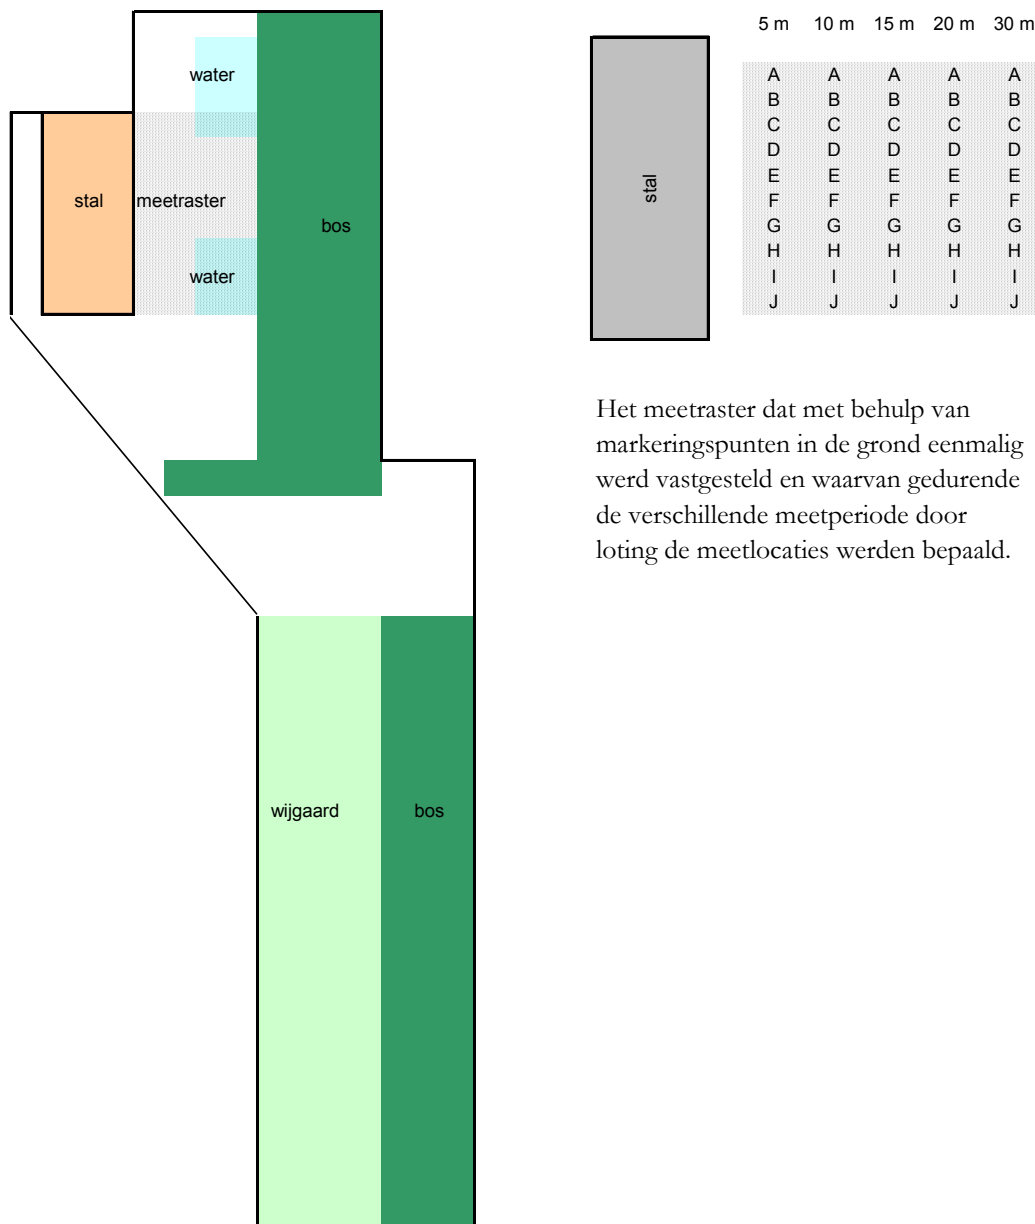 water
stal
meetraster
bos
water
wijgaard
bos
stal
5 m 10 m 15 m 20 m 30 m
A A A A A
B B B B B
C C C C C
D D D D D
E E E E E
F F F F F
G G G G G
H H H H H
I I I I I
J J J J J
Het meetraster dat met behulp van
markeringspunten in de grond eenmalig
werd vastgesteld en waarvan gedurende
de verschillende meetperiode door
loting de meetlocaties werden bepaald.